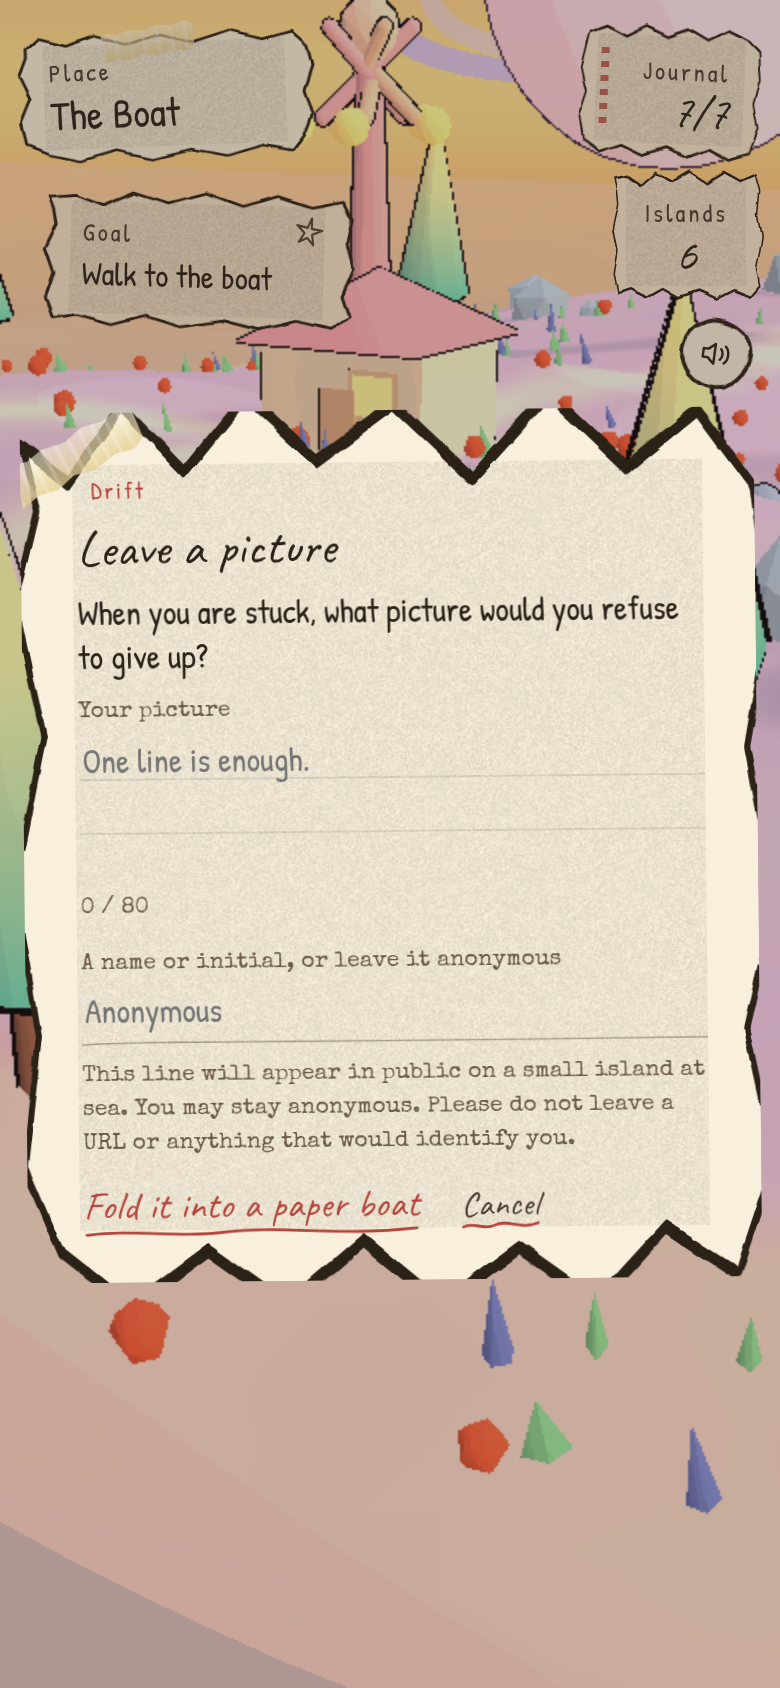 Place
The Boat
Journal
7/7
Goal
Walk to the boat
Islands
6
Drift
Leave a picture
When you are stuck, what picture would you refuse
to give up?
Your picture
One line is enough.
0 / 80
A name or initial, or leave it anonymous
Anonymous
This line will appear in public on a small island at
sea. You may stay anonymous. Please do not leave a
URL or anything that would identify you.
Fold it into a paper boat
Cancel